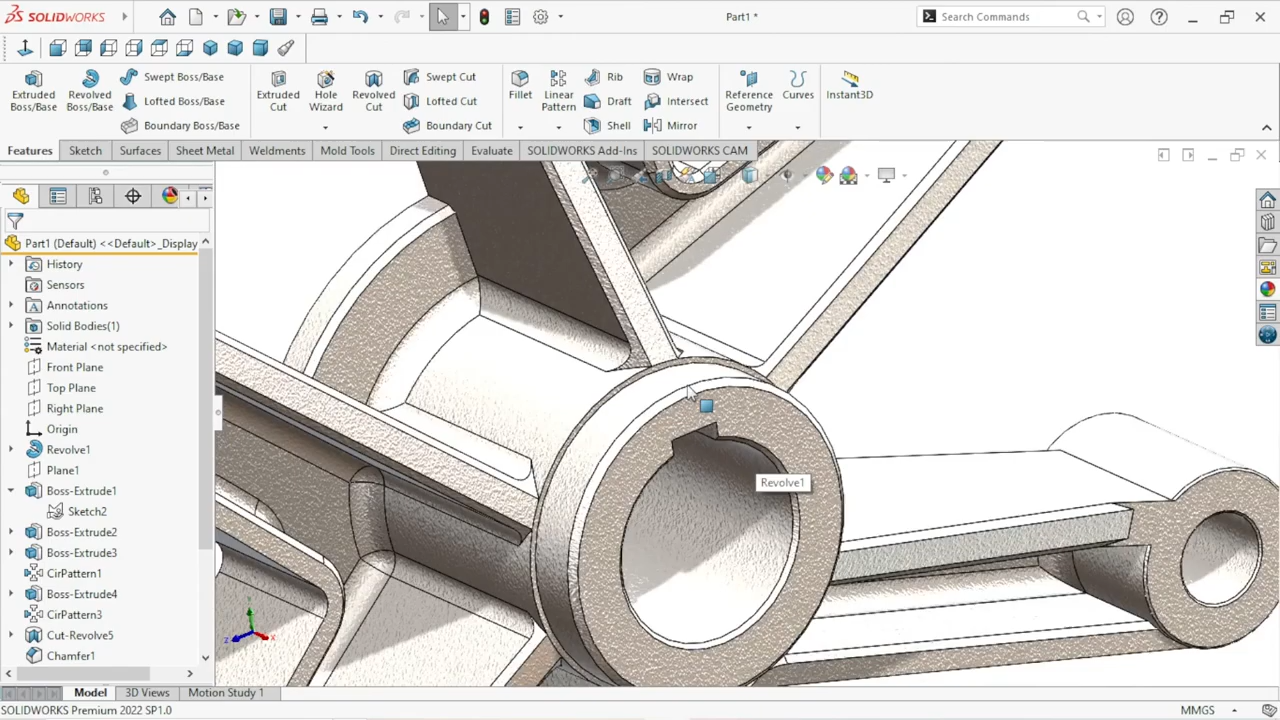 SOLIDWORKS
Part1 *
Search Commands
Extruded Boss/Base
Revolved Boss/Base
Swept Boss/Base
Lofted Boss/Base
Boundary Boss/Base
Extruded Cut
Hole Wizard
Revolved Cut
Swept Cut
Lofted Cut
Boundary Cut
Fillet
Linear Pattern
Rib
Draft
Shell
Wrap
Intersect
Mirror
Reference Geometry
Curves
Instant3D
Features
Sketch
Surfaces
Sheet Metal
Weldments
Mold Tools
Direct Editing
Evaluate
SOLIDWORKS Add-Ins
SOLIDWORKS CAM
Part1 (Default) <<Default>_Display
History
Sensors
Annotations
Solid Bodies(1)
Material <not specified>
Front Plane
Top Plane
Right Plane
Origin
Revolve1
Plane1
Boss-Extrude1
Sketch2
Boss-Extrude2
Boss-Extrude3
CirPattern1
Boss-Extrude4
CirPattern3
Cut-Revolve5
Chamfer1
Revolve1
Y
Z
X
Model
3D Views
Motion Study 1
SOLIDWORKS Premium 2022 SP1.0
MMGS